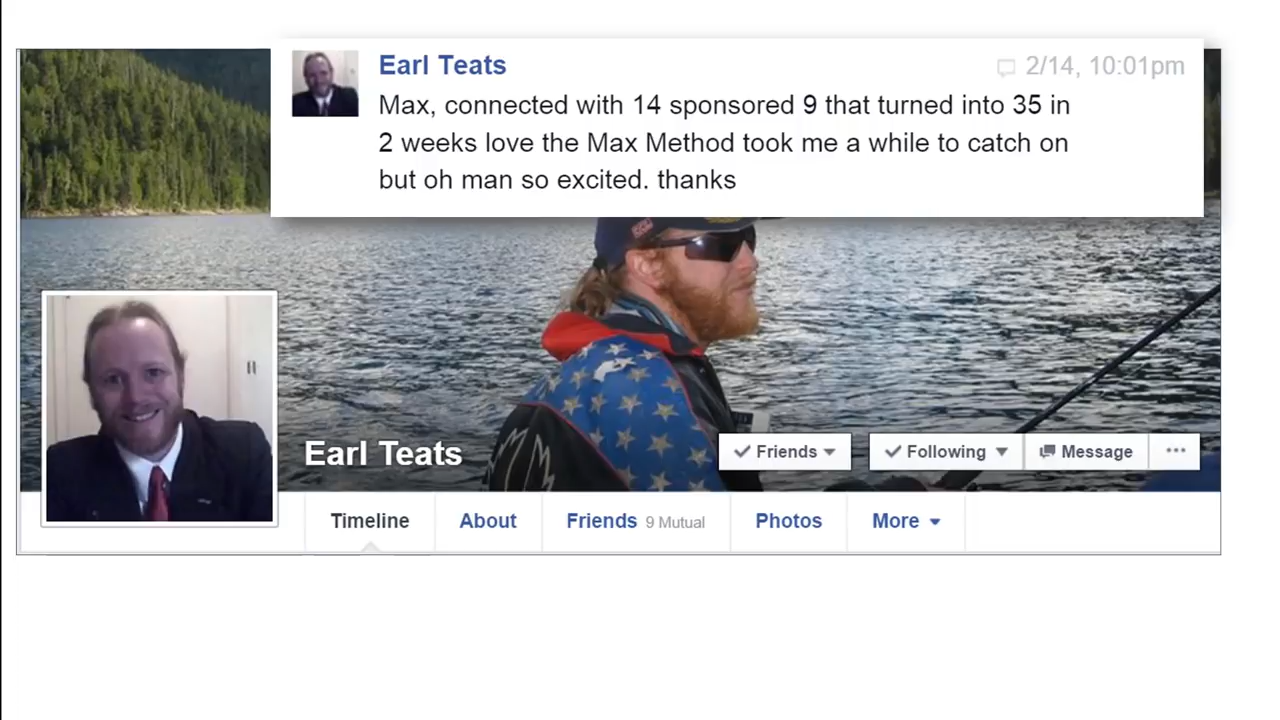 Earl Teats
2/14, 10:01pm
Max, connected with 14 sponsored 9 that turned into 35 in
2 weeks love the Max Method took me a while to catch on
but oh man so excited. thanks
Earl Teats
Friends
Following
Message
Timeline
About
Friends 9 Mutual
Photos
More